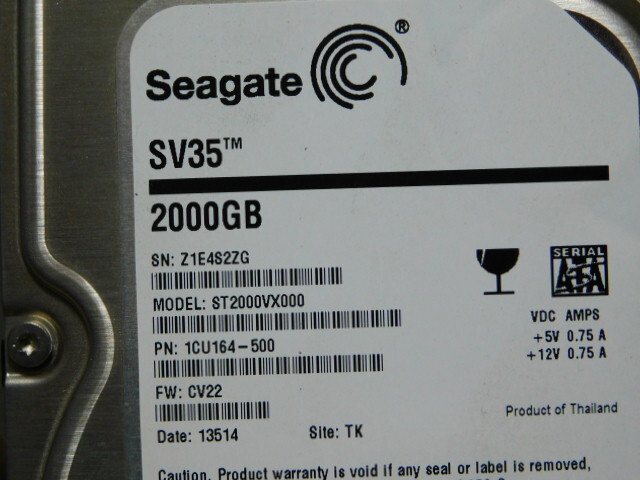 Seagate ®
SV35™
2000GB
SN: Z1E4S2ZG
MODEL: ST2000VX000
PN: 1CU164-500
FW: CV22
Date: 13514 Site: TK
SERIAL
ATA
VDC AMPS
+5V 0.75 A
+12V 0.75 A
Product of Thailand
Caution. Product warranty is void if any seal or label is removed,